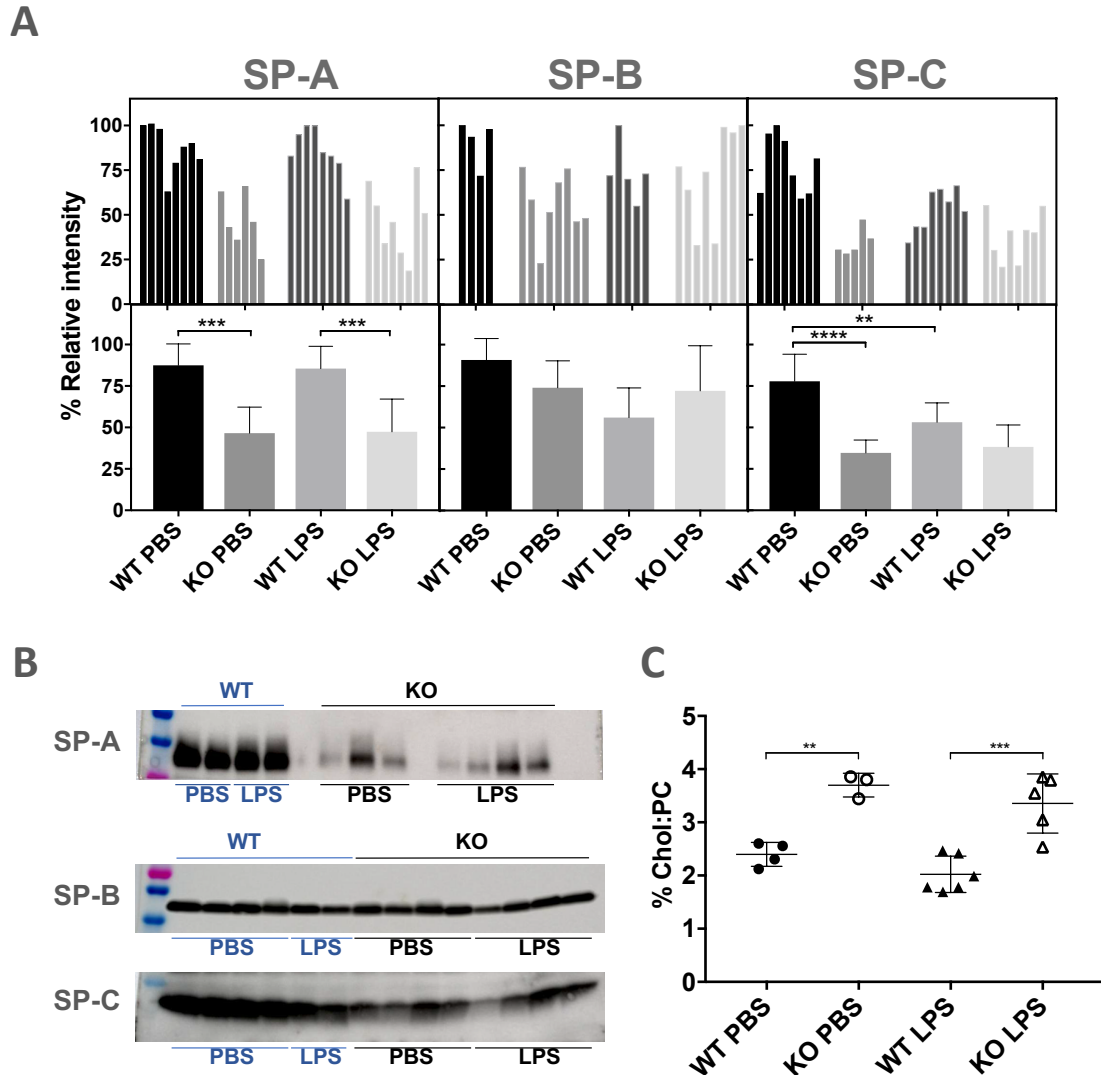 A
SP-A SP-B SP-C
% Relative intensity
100
75
50
25
0
*** *** ** ****
% Relative intensity
100
75
50
25
0
WT PBS KO PBS WT LPS KO LPS WT PBS KO PBS WT LPS KO LPS WT PBS KO PBS WT LPS KO LPS
B
WT KO
SP-A
PBS LPS PBS LPS
WT KO
SP-B
PBS LPS PBS LPS
SP-C
PBS LPS PBS LPS
C
% Chol:PC
5
4
3
2
1
0
** ***
WT PBS KO PBS WT LPS KO LPS